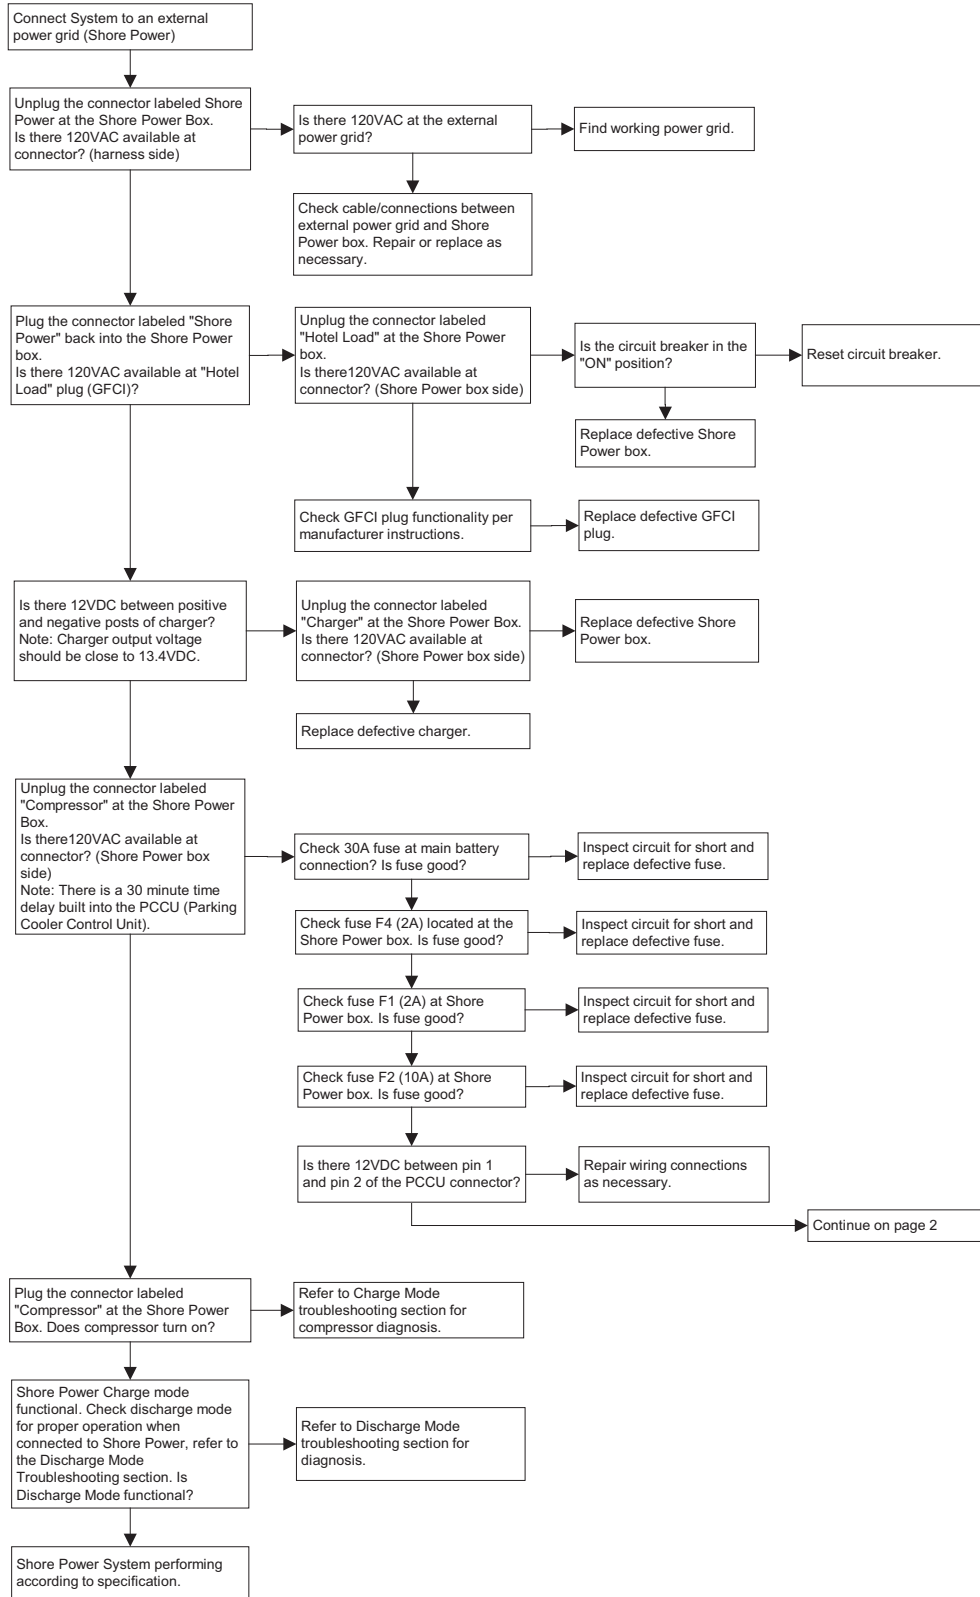 Connect System to an external
power grid (Shore Power)
Unplug the connector labeled Shore
Power at the Shore Power Box.
Is there 120VAC available at
connector? (harness side)
Is there 120VAC at the external
power grid?
Find working power grid.
Check cable/connections between
external power grid and Shore
Power box. Repair or replace as
necessary.
Plug the connector labeled "Shore
Power" back into the Shore Power
box.
Is there 120VAC available at "Hotel
Load" plug (GFCI)?
Unplug the connector labeled
"Hotel Load" at the Shore Power
box.
Is there120VAC available at
connector? (Shore Power box side)
Is the circuit breaker in the
"ON" position?
Reset circuit breaker.
Replace defective Shore
Power box.
Check GFCI plug functionality per
manufacturer instructions.
Replace defective GFCI
plug.
Is there 12VDC between positive
and negative posts of charger?
Note: Charger output voltage
should be close to 13.4VDC.
Unplug the connector labeled
"Charger" at the Shore Power Box.
Is there 120VAC available at
connector? (Shore Power box side)
Replace defective Shore
Power box.
Replace defective charger.
Unplug the connector labeled
"Compressor" at the Shore Power
Box.
Is there120VAC available at
connector? (Shore Power box
side)
Note: There is a 30 minute time
delay built into the PCCU (Parking
Cooler Control Unit).
Check 30A fuse at main battery
connection? Is fuse good?
Inspect circuit for short and
replace defective fuse.
Check fuse F4 (2A) located at the
Shore Power box. Is fuse good?
Inspect circuit for short and
replace defective fuse.
Check fuse F1 (2A) at Shore
Power box. Is fuse good?
Inspect circuit for short and
replace defective fuse.
Check fuse F2 (10A) at Shore
Power box. Is fuse good?
Inspect circuit for short and
replace defective fuse.
Is there 12VDC between pin 1
and pin 2 of the PCCU connector?
Repair wiring connections
as necessary.
Continue on page 2
Plug the connector labeled
"Compressor" at the Shore Power
Box. Does compressor turn on?
Refer to Charge Mode
troubleshooting section for
compressor diagnosis.
Shore Power Charge mode
functional. Check discharge mode
for proper operation when
connected to Shore Power, refer to
the Discharge Mode
Troubleshooting section. Is
Discharge Mode functional?
Refer to Discharge Mode
troubleshooting section for
diagnosis.
Shore Power System performing
according to specification.